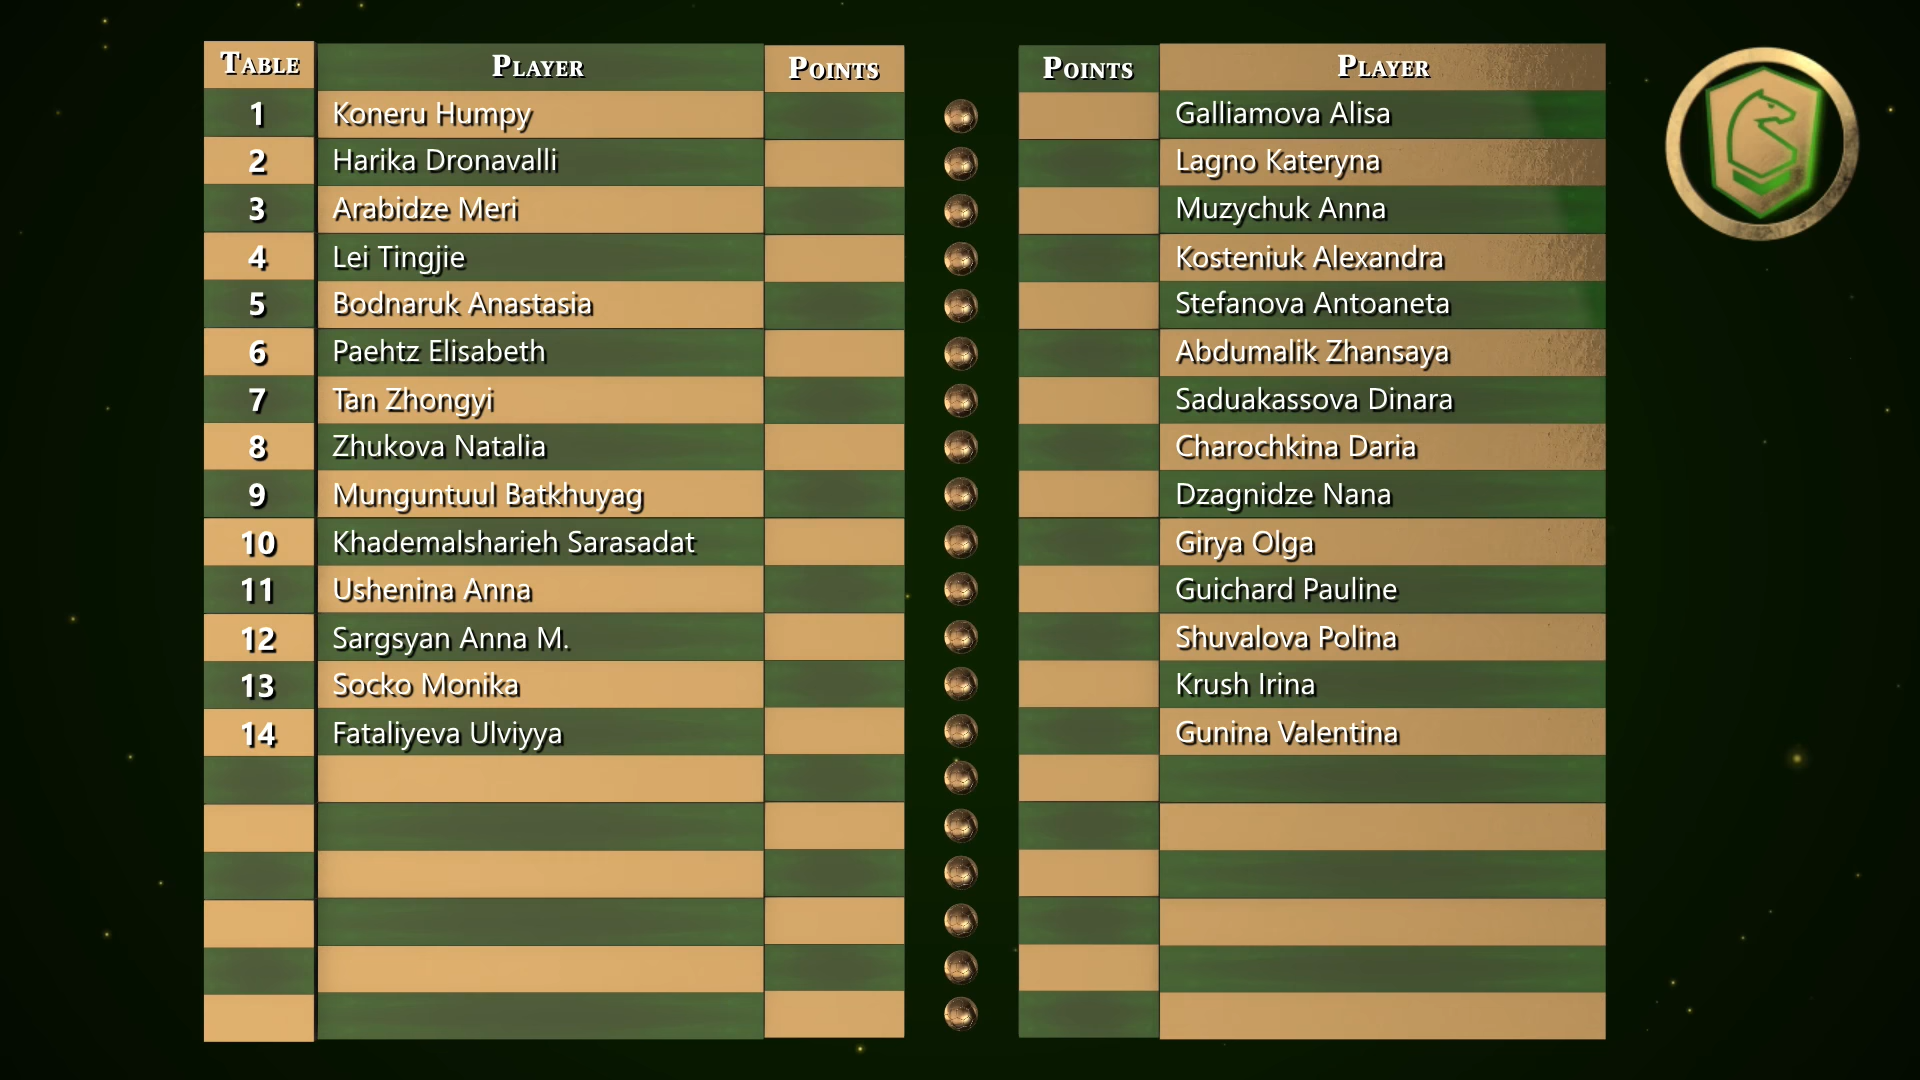 Table Player Points Points Player
1 Koneru Humpy Galliamova Alisa
2 Harika Dronavalli Lagno Kateryna
3 Arabidze Meri Muzychuk Anna
4 Lei Tingjie Kosteniuk Alexandra
5 Bodnaruk Anastasia Stefanova Antoaneta
6 Paehtz Elisabeth Abdumalik Zhansaya
7 Tan Zhongyi Saduakassova Dinara
8 Zhukova Natalia Charochkina Daria
9 Munguntuul Batkhuyag Dzagnidze Nana
10 Khademalsharieh Sarasadat Girya Olga
11 Ushenina Anna Guichard Pauline
12 Sargsyan Anna M. Shuvalova Polina
13 Socko Monika Krush Irina
14 Fataliyeva Ulviyya Gunina Valentina